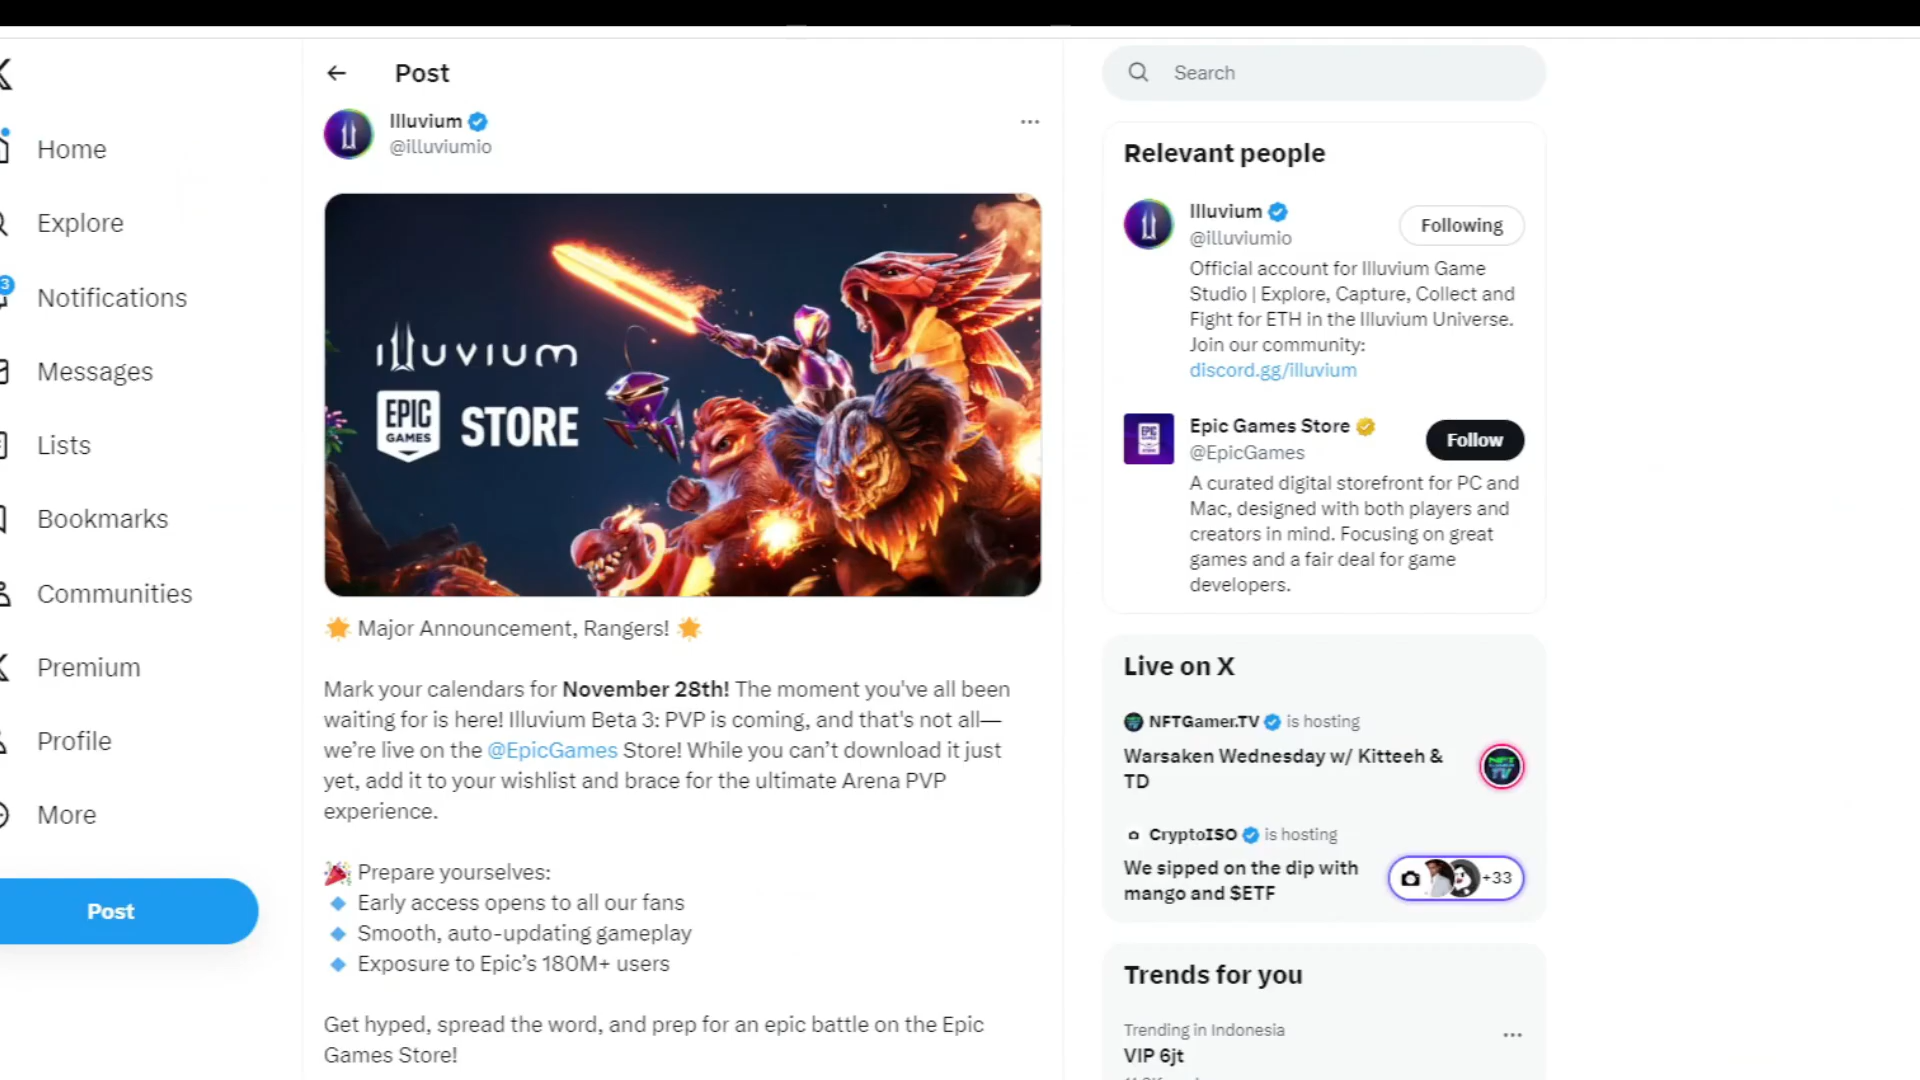 Home
Explore
3
Notifications
Messages
Lists
Bookmarks
Communities
Premium
Profile
More
Post
Post
Illuvium
@illuviumio
ILLUVIUM
EPIC GAMES STORE
🌟 Major Announcement, Rangers! 🌟
Mark your calendars for November 28th! The moment you've all been
waiting for is here! Illuvium Beta 3: PVP is coming, and that's not all—
we’re live on the @EpicGames Store! While you can’t download it just
yet, add it to your wishlist and brace for the ultimate Arena PVP
experience.
🎉 Prepare yourselves:
🔹 Early access opens to all our fans
🔹 Smooth, auto-updating gameplay
🔹 Exposure to Epic’s 180M+ users
Get hyped, spread the word, and prep for an epic battle on the Epic
Games Store!
Search
Relevant people
Illuvium
@illuviumio
Following
Official account for Illuvium Game
Studio | Explore, Capture, Collect and
Fight for ETH in the Illuvium Universe.
Join our community:
discord.gg/illuvium
EPIC GAMES
Epic Games Store
@EpicGames
Follow
A curated digital storefront for PC and
Mac, designed with both players and
creators in mind. Focusing on great
games and a fair deal for game
developers.
Live on X
NFTGamer.TV is hosting
Warsaken Wednesday w/ Kitteeh &
TD
CryptoISO is hosting
We sipped on the dip with
mango and $ETF
+33
Trends for you
Trending in Indonesia
VIP 6jt